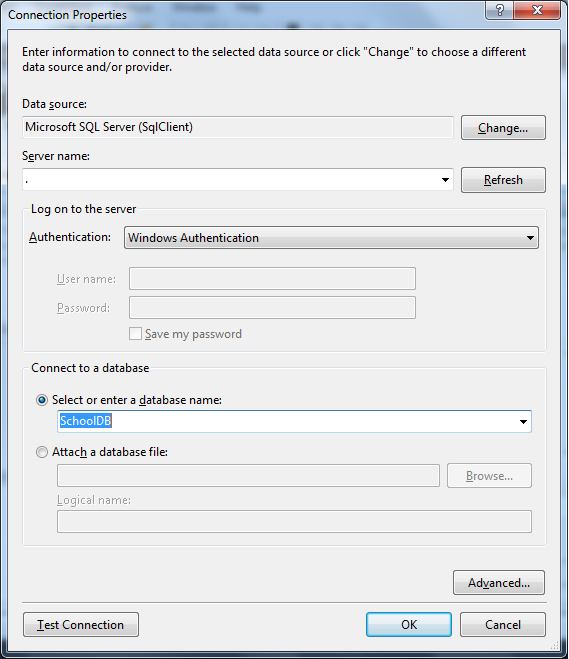 Connection Properties
Enter information to connect to the selected data source or click "Change" to choose a different
data source and/or provider.
Data source:
Microsoft SQL Server (SqlClient)
Change...
Server name:
.
Refresh
Log on to the server
Authentication:
Windows Authentication
User name:
Password:
Save my password
Connect to a database
Select or enter a database name:
SchoolDB
Attach a database file:
Browse...
Logical name:
Advanced...
Test Connection
OK
Cancel